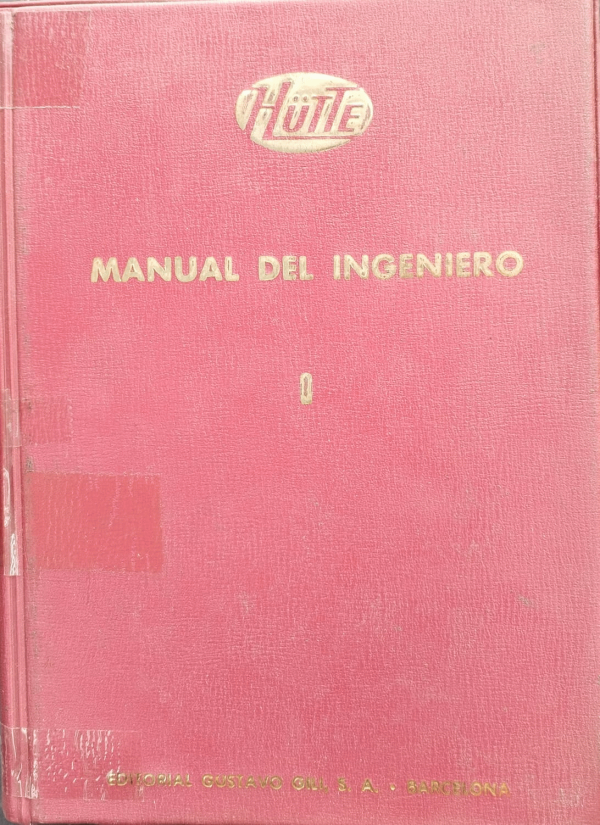 HÜTTE
MANUAL DEL INGENIERO
I
EDITORIAL GUSTAVO GILI, S. A. • BARCELONA